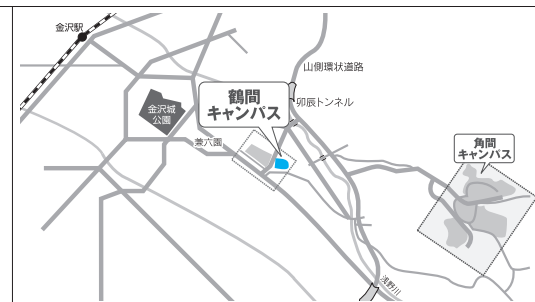 金沢駅
山側環状道路
金沢城
公園
鶴間
キャンパス
卯辰トンネル
兼六園
角間
キャンパス
浅野川